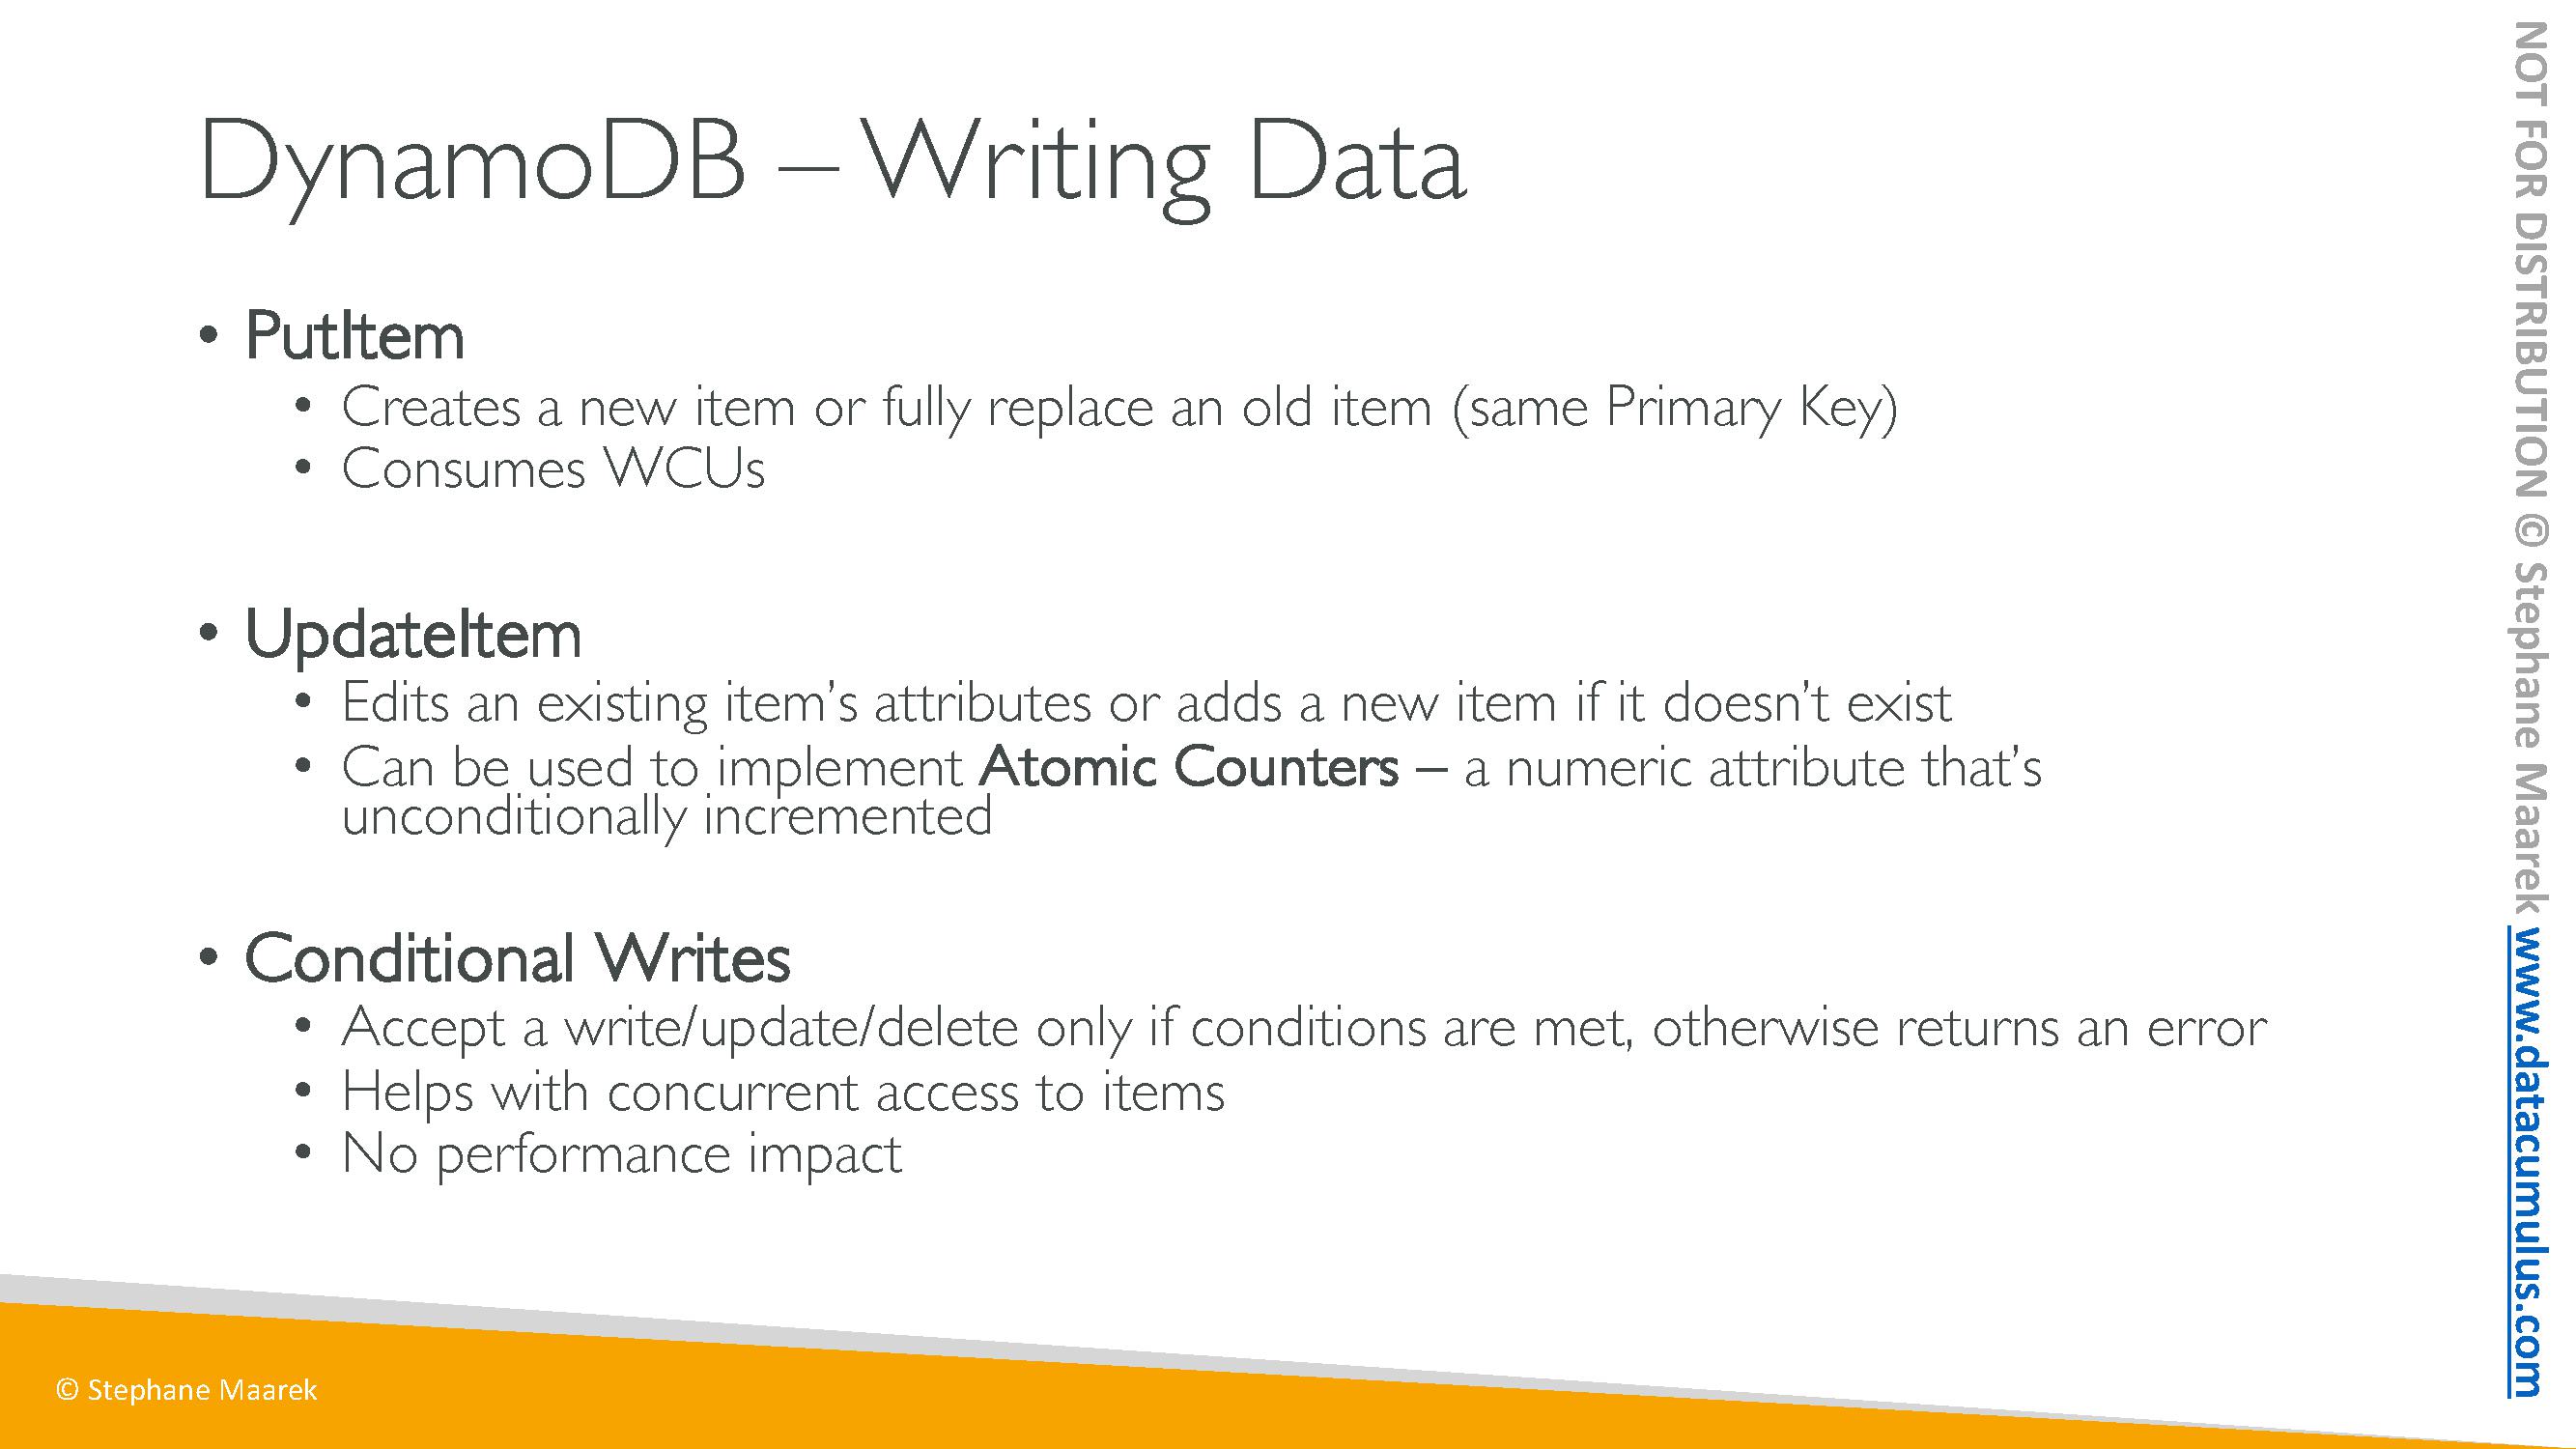 DynamoDB – Writing Data
• PutItem
• Creates a new item or fully replace an old item (same Primary Key)
• Consumes WCUs
• UpdateItem
• Edits an existing item’s attributes or adds a new item if it doesn’t exist
• Can be used to implement Atomic Counters – a numeric attribute that’s
unconditionally incremented
• Conditional Writes
• Accept a write/update/delete only if conditions are met, otherwise returns an error
• Helps with concurrent access to items
• No performance impact
© Stephane Maarek
NOT FOR DISTRIBUTION © Stephane Maarek www.datacumulus.com